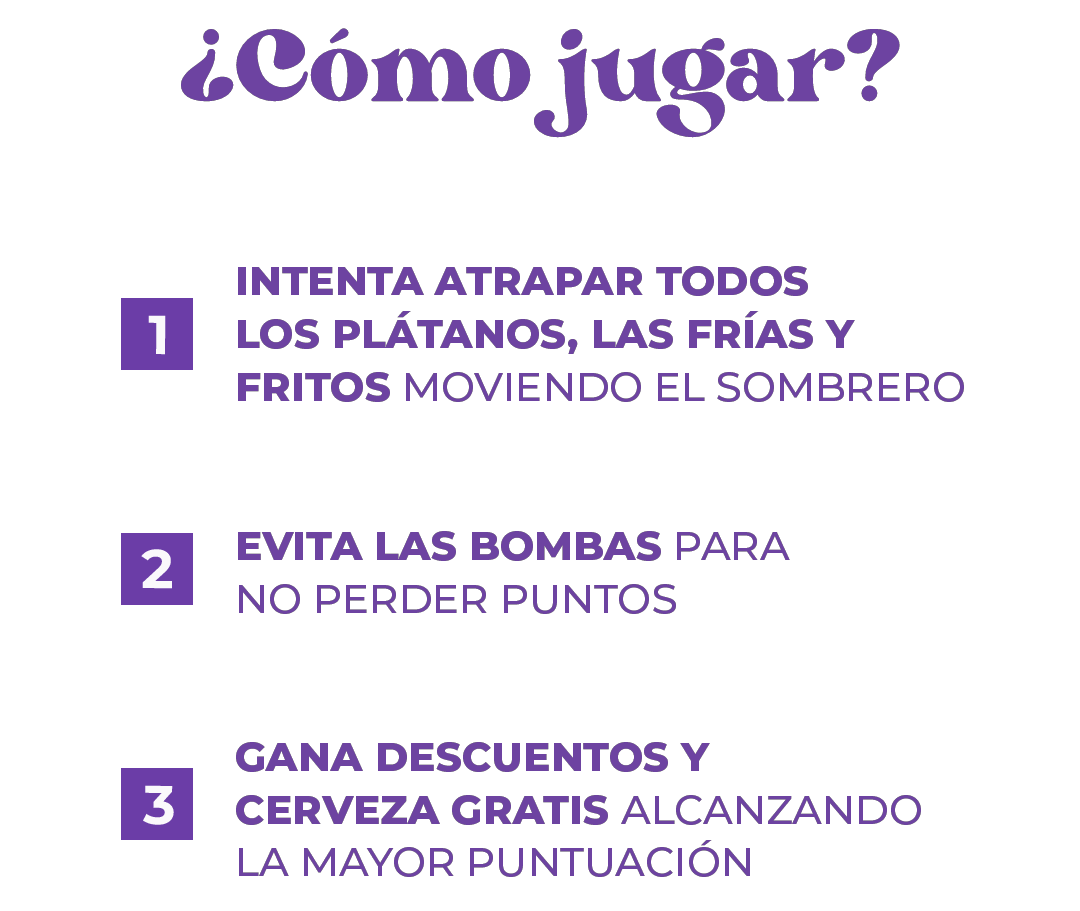 ¿Cómo jugar?
1
INTENTA ATRAPAR TODOS
LOS PLÁTANOS, LAS FRÍAS Y
FRITOS MOVIENDO EL SOMBRERO
2
EVITA LAS BOMBAS PARA
NO PERDER PUNTOS
3
GANA DESCUENTOS Y
CERVEZA GRATIS ALCANZANDO
LA MAYOR PUNTUACIÓN